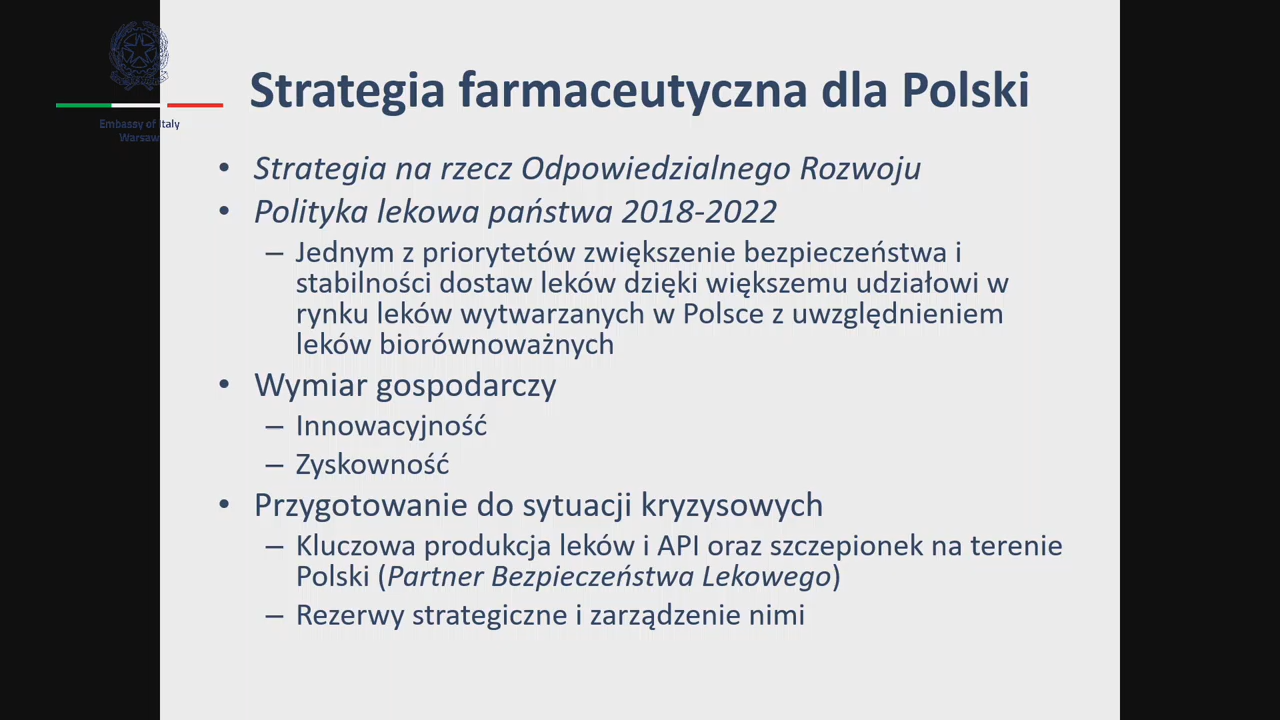 Embassy of Italy
Warsaw
Strategia farmaceutyczna dla Polski
• Strategia na rzecz Odpowiedzialnego Rozwoju
• Polityka lekowa państwa 2018-2022
– Jednym z priorytetów zwiększenie bezpieczeństwa i
stabilności dostaw leków dzięki większemu udziałowi w
rynku leków wytwarzanych w Polsce z uwzględnieniem
leków biorównoważnych
• Wymiar gospodarczy
– Innowacyjność
– Zyskowność
• Przygotowanie do sytuacji kryzysowych
– Kluczowa produkcja leków i API oraz szczepionek na terenie
Polski (Partner Bezpieczeństwa Lekowego)
– Rezerwy strategiczne i zarządzenie nimi